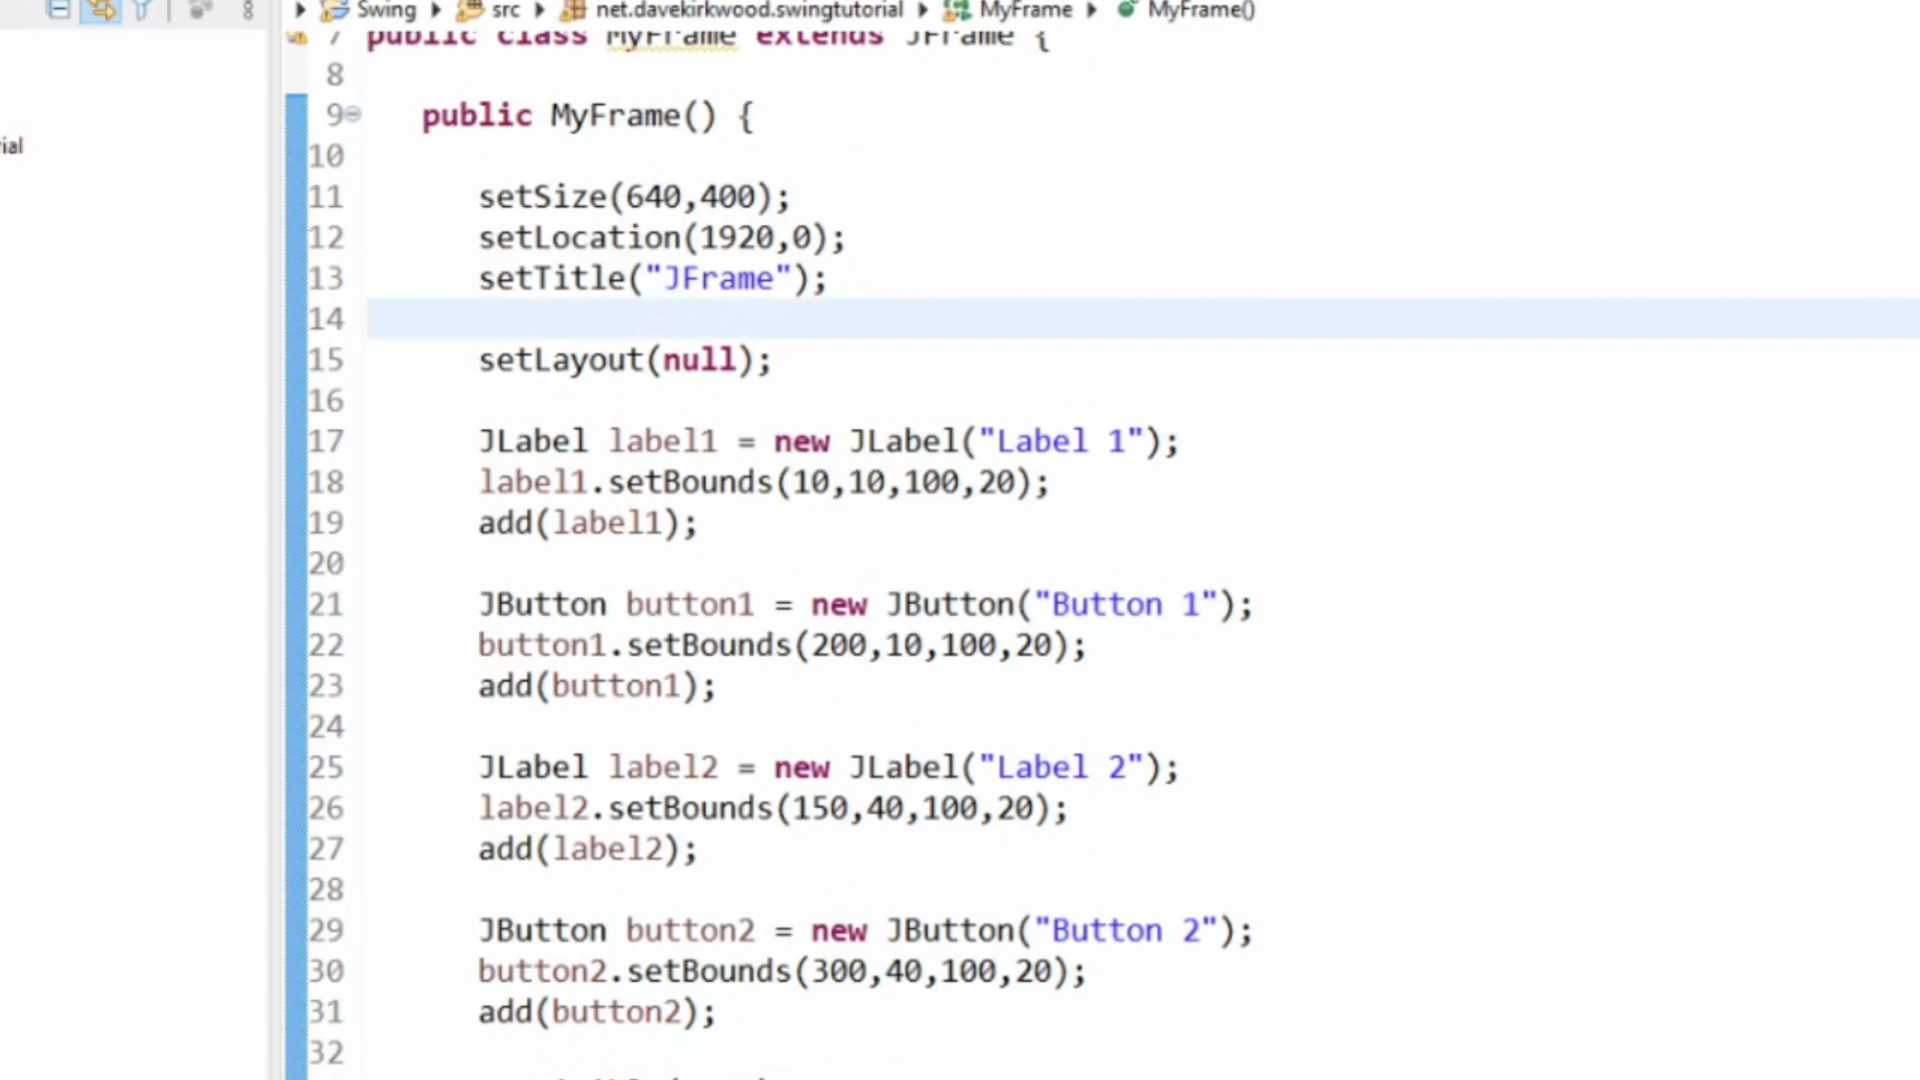 Swing src net.davekirkwood.swingtutorial MyFrame MyFrame()
7 public class MyFrame extends JFrame {
8
9 public MyFrame() {
ial
10
11 setSize(640,400);
12 setLocation(1920,0);
13 setTitle("JFrame");
14
15 setLayout(null);
16
17 JLabel label1 = new JLabel("Label 1");
18 label1.setBounds(10,10,100,20);
19 add(label1);
20
21 JButton button1 = new JButton("Button 1");
22 button1.setBounds(200,10,100,20);
23 add(button1);
24
25 JLabel label2 = new JLabel("Label 2");
26 label2.setBounds(150,40,100,20);
27 add(label2);
28
29 JButton button2 = new JButton("Button 2");
30 button2.setBounds(300,40,100,20);
31 add(button2);
32